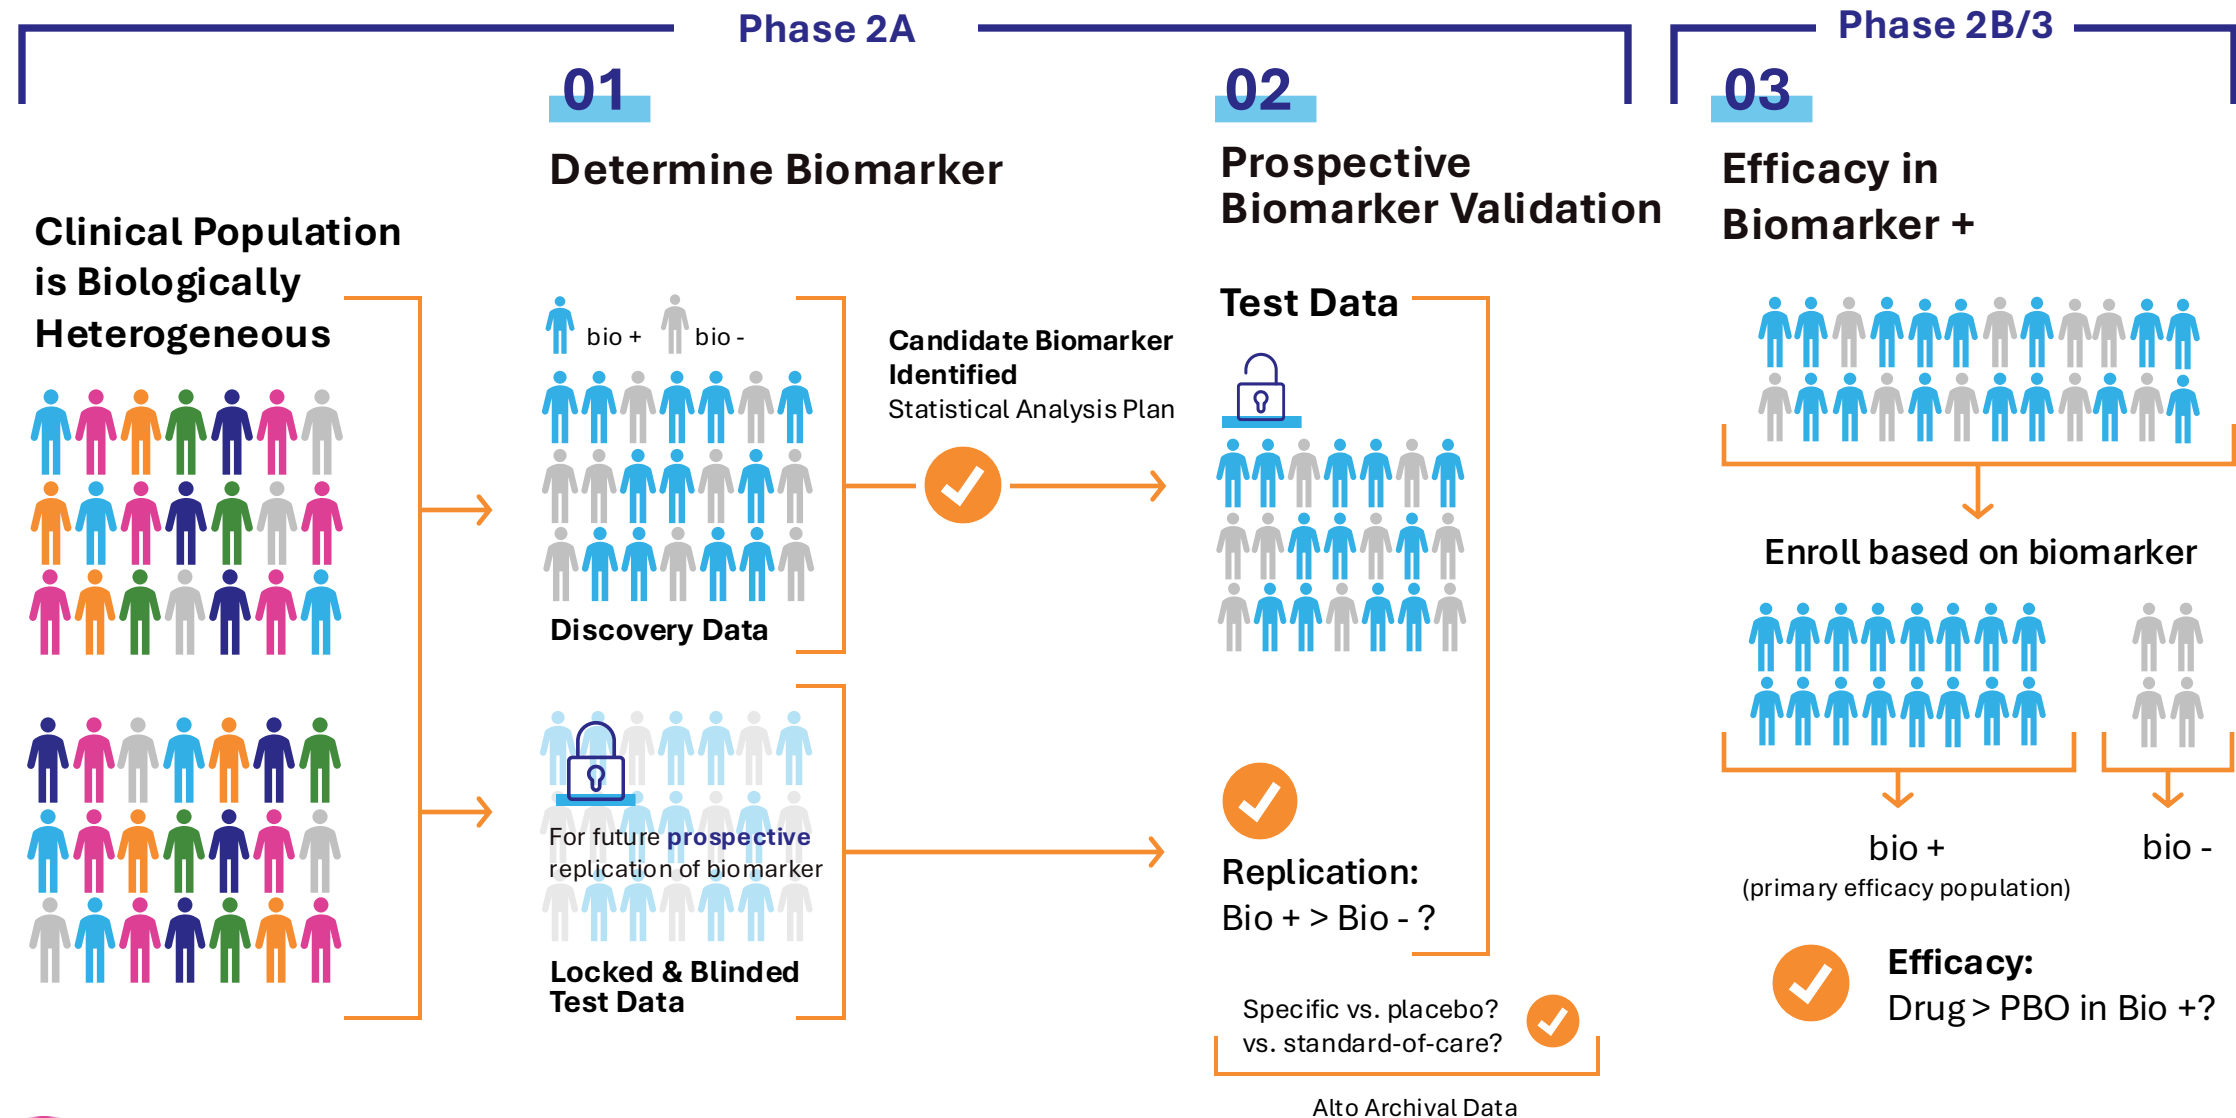 Phase 2A
Phase 2B/3
Clinical Population
is Biologically
Heterogeneous
01
Determine Biomarker
bio +
bio -
Discovery Data
Candidate Biomarker
Identified
Statistical Analysis Plan
For future prospective
replication of biomarker
Locked & Blinded
Test Data
02
Prospective
Biomarker Validation
Test Data
Replication:
Bio + > Bio - ?
Specific vs. placebo?
vs. standard-of-care?
Alto Archival Data
03
Efficacy in
Biomarker +
Enroll based on biomarker
bio +
(primary efficacy population)
bio -
Efficacy:
Drug > PBO in Bio +?